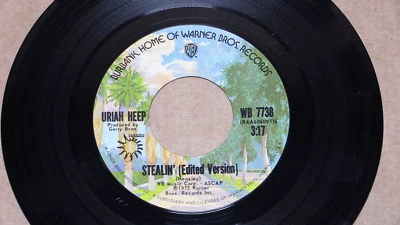 BURBANK, HOME OF WARNER BROS. RECORDS
WB
URIAH HEEP
Produced by
Gerry Bron
WB 7738
3:17
STEALIN' (Edited Version)
(Hensley)
WB Music Corp. - ASCAP
℗1973 Warner
Bros. Records Inc.